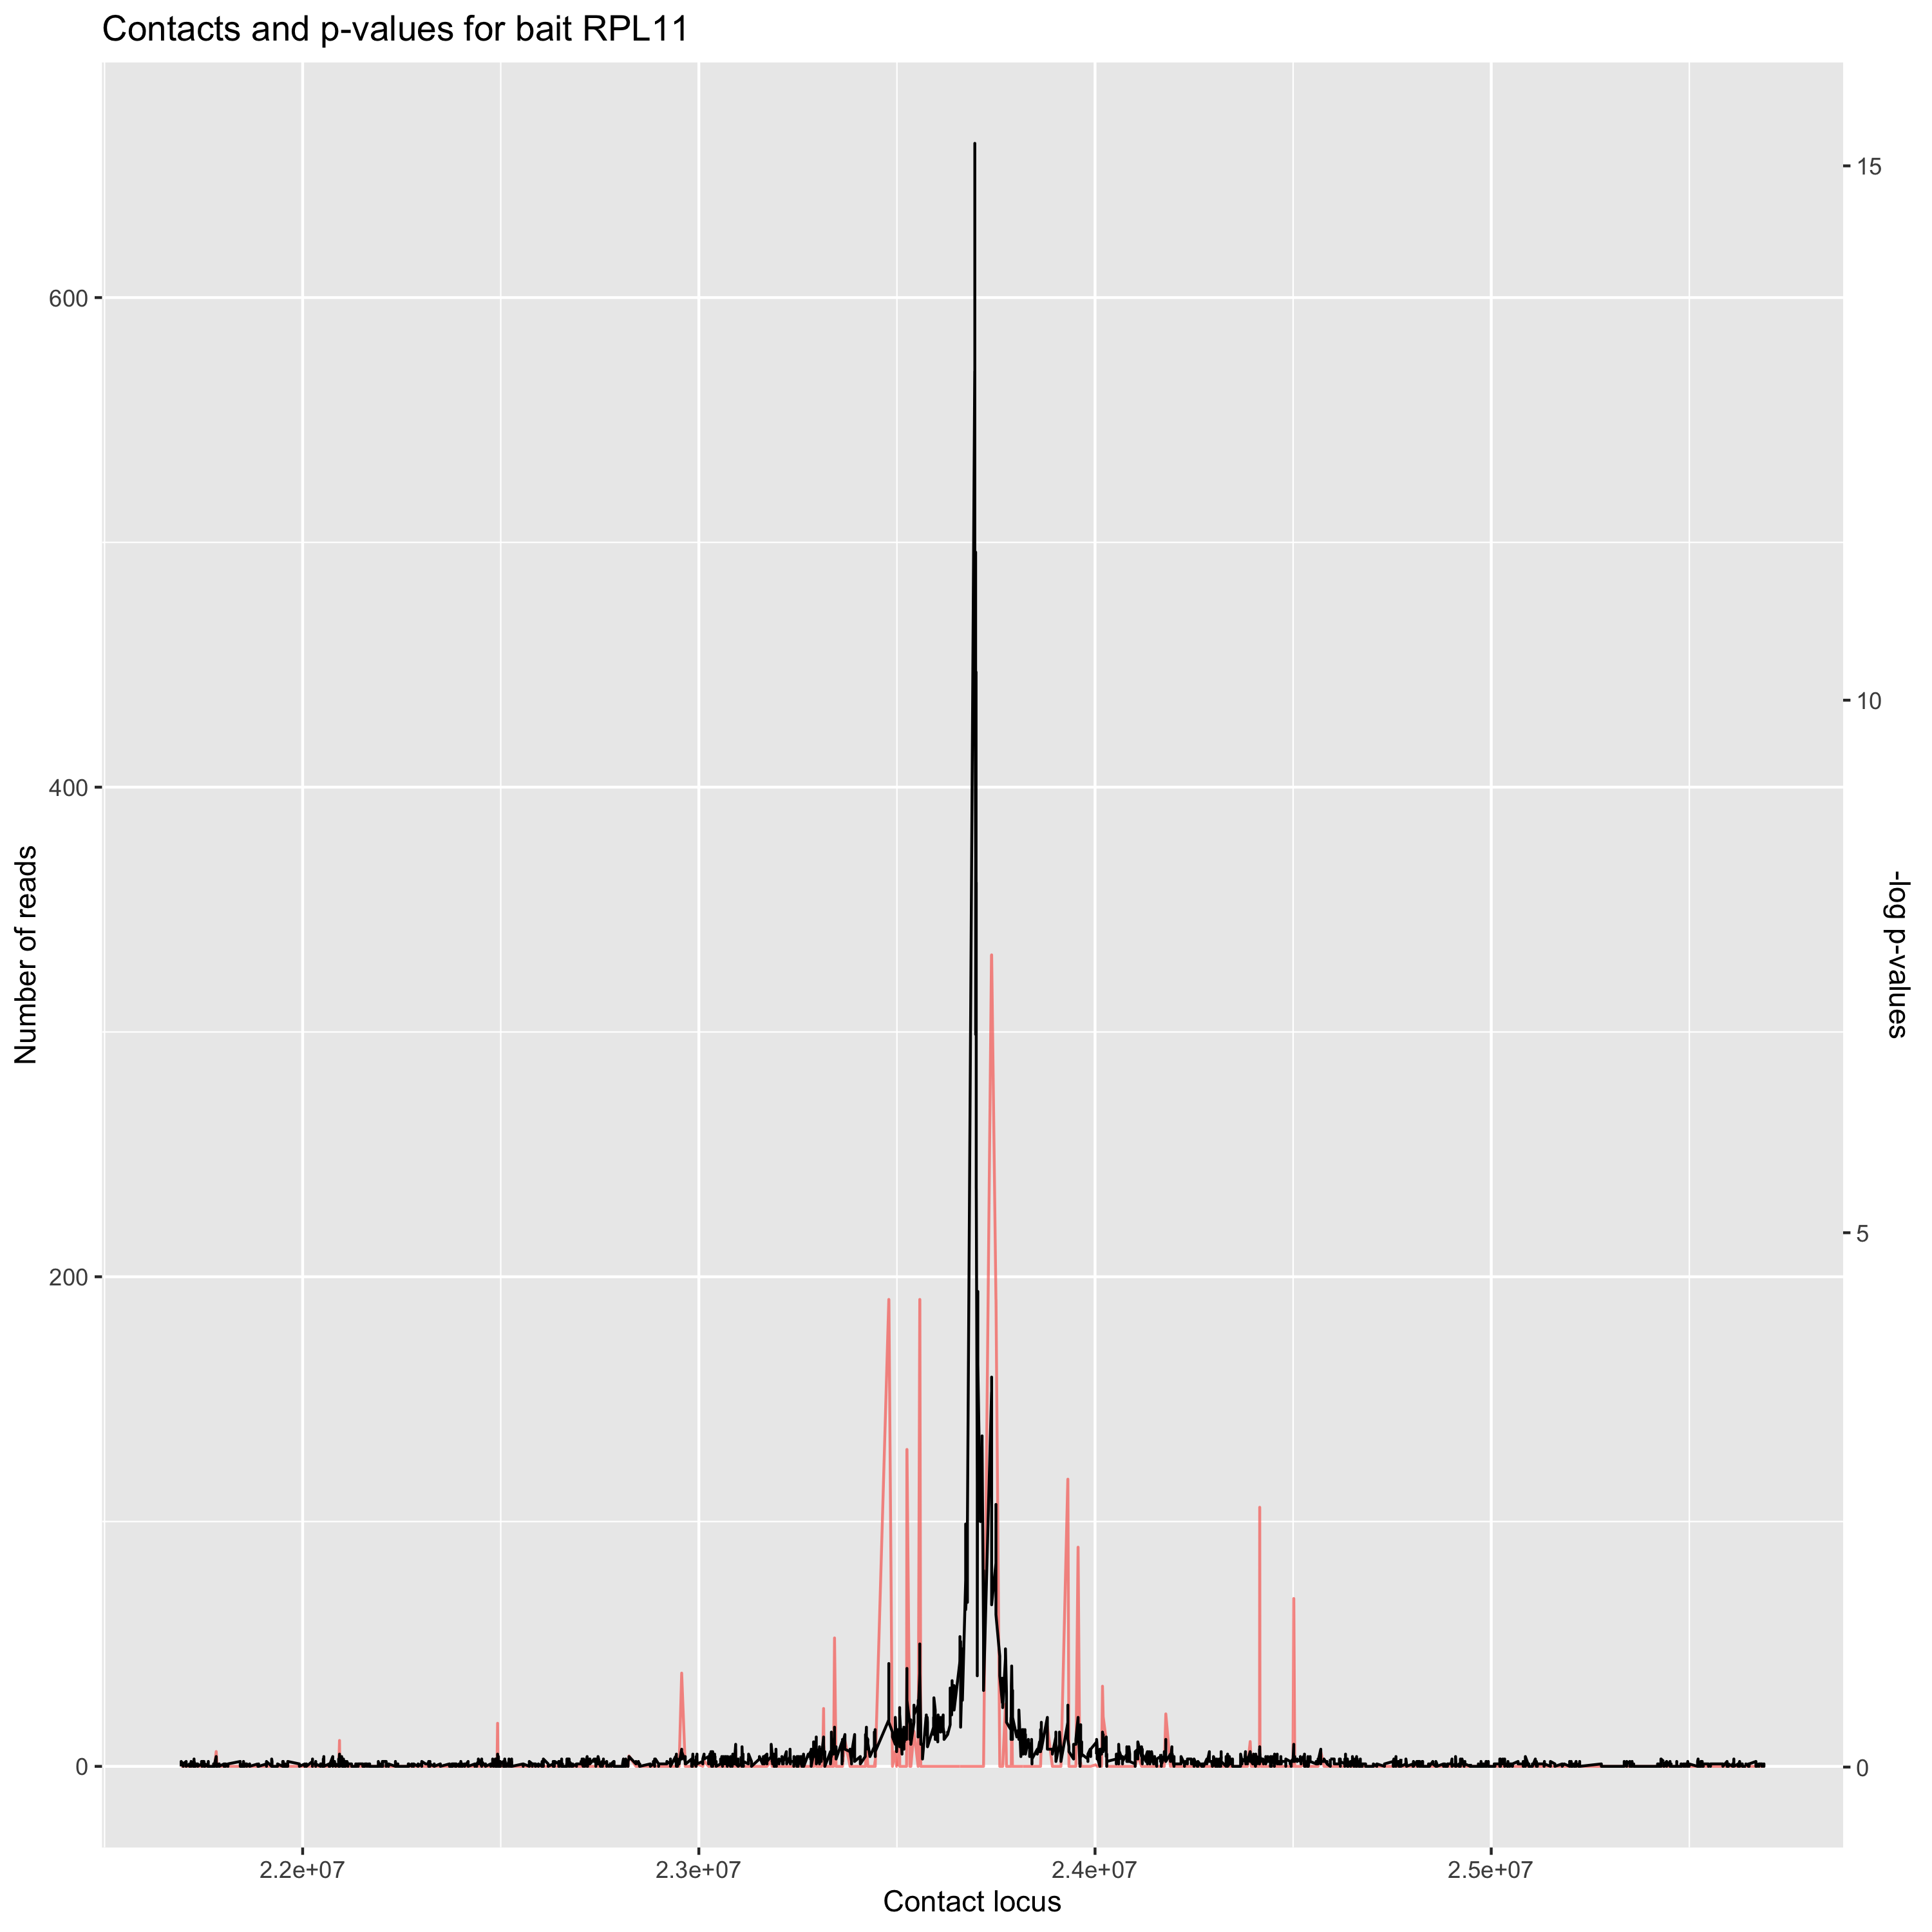 Contacts and p-values for bait RPL11
Number of reads
600
400
200
0
15
10
5
0
-log p-values
2.2e+07
2.3e+07
2.4e+07
2.5e+07
Contact locus